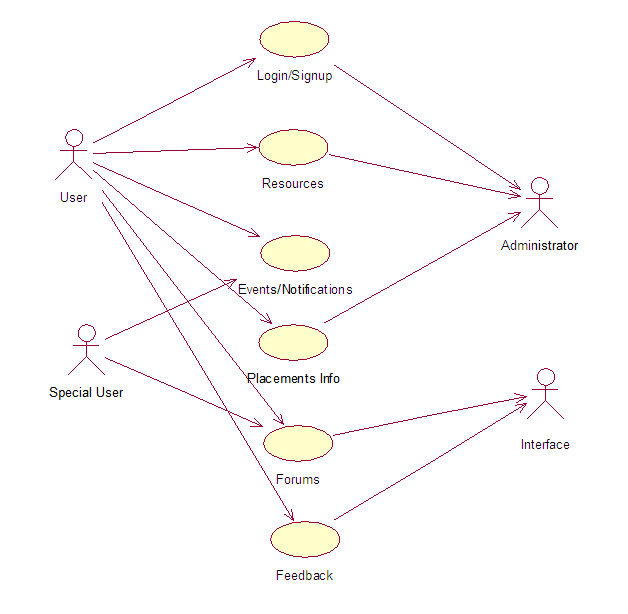 Login/Signup
Resources
User
Administrator
Events/Notifications
Placements Info
Special User
Interface
Forums
Feedback